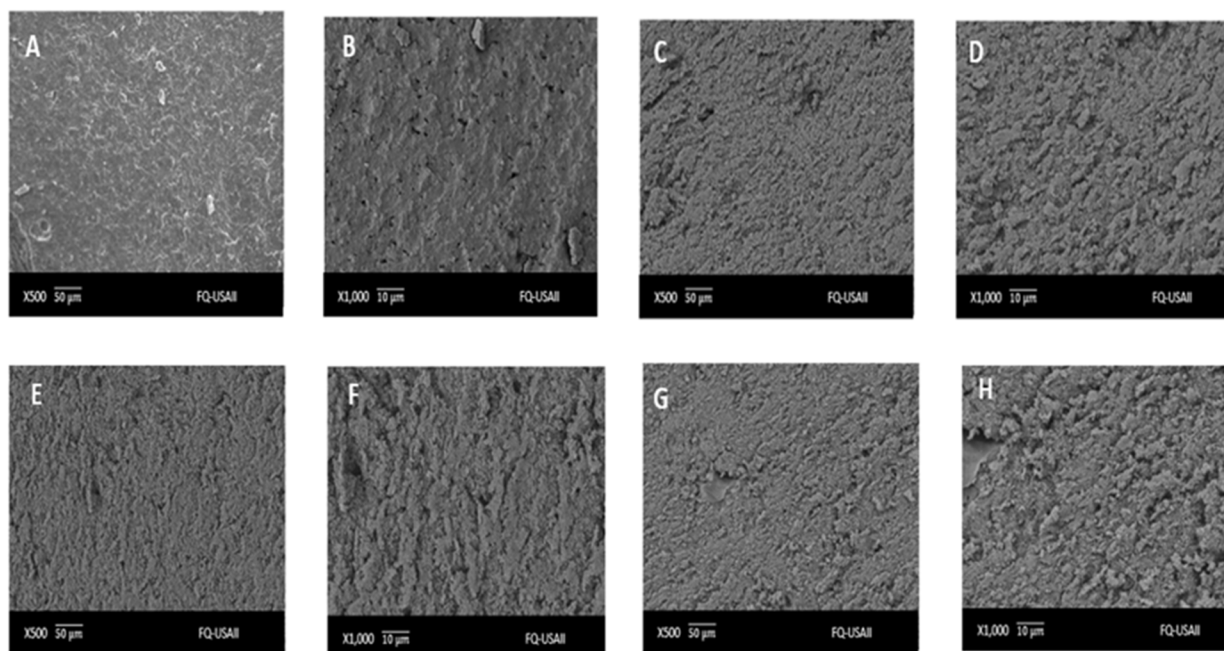 A
B
C
D
X500 50 µm FQ-USAII
X1,000 10 µm FQ-USAII
X500 50 µm FQ-USAII
X1,000 10 µm FQ-USAII
E
F
G
H
X500 50 µm FQ-USAII
X1,000 10 µm FQ-USAII
X500 50 µm FQ-USAII
X1,000 10 µm FQ-USAII